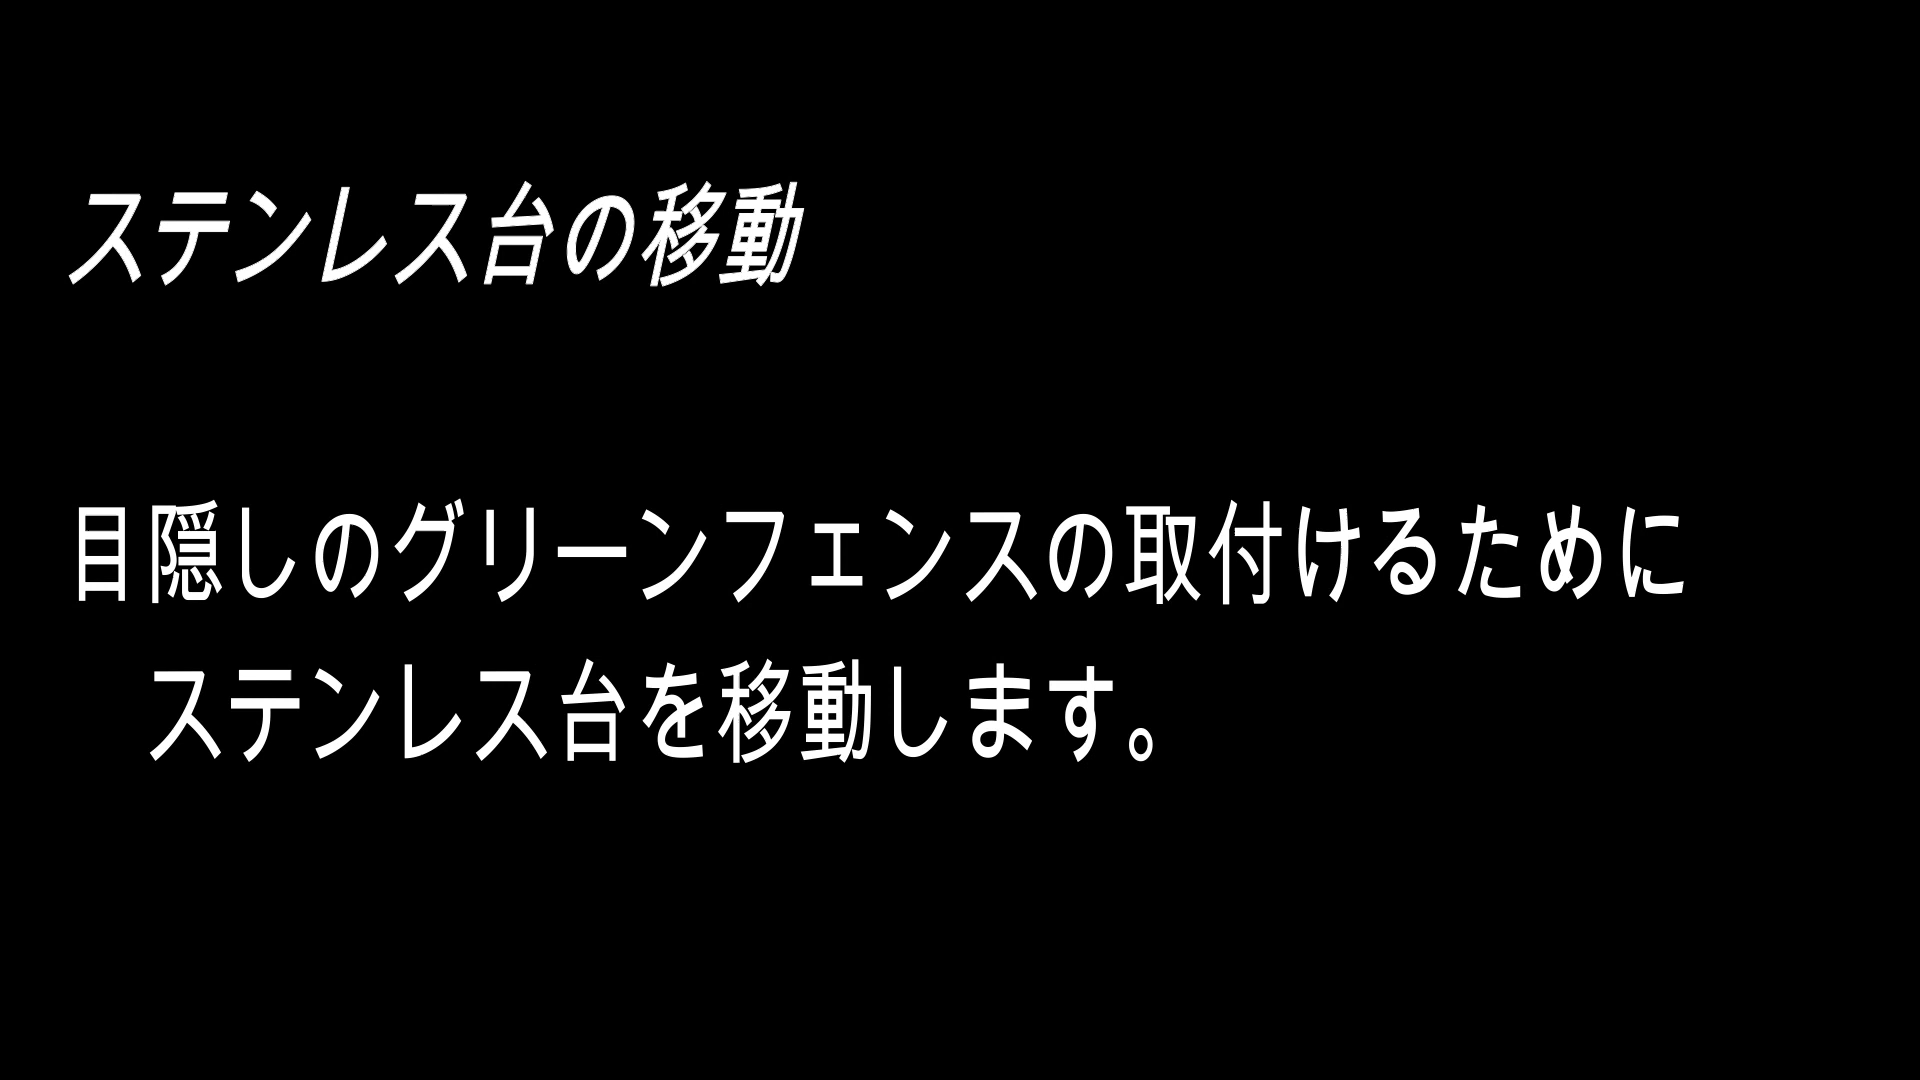 ステンレス台の移動
目隠しのグリーンフェンスの取付けるために
ステンレス台を移動します。